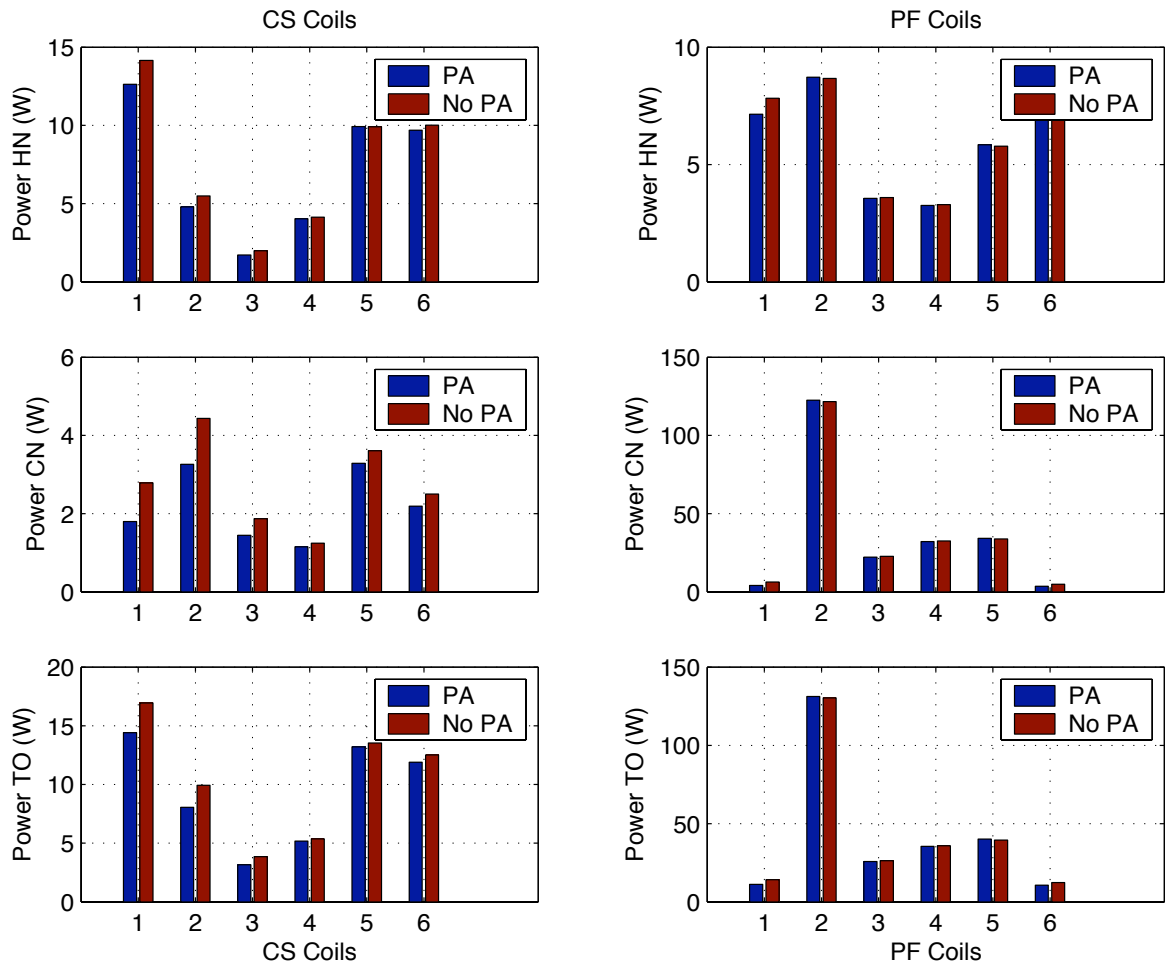 CS Coils
Power HN (W)
15
10
5
0
PA
No PA
1 2 3 4 5 6
PF Coils
Power HN (W)
10
5
0
PA
No PA
1 2 3 4 5 6
Power CN (W)
6
4
2
0
PA
No PA
1 2 3 4 5 6
Power CN (W)
150
100
50
0
PA
No PA
1 2 3 4 5 6
Power TO (W)
20
15
10
5
0
PA
No PA
1 2 3 4 5 6
CS Coils
Power TO (W)
150
100
50
0
PA
No PA
1 2 3 4 5 6
PF Coils